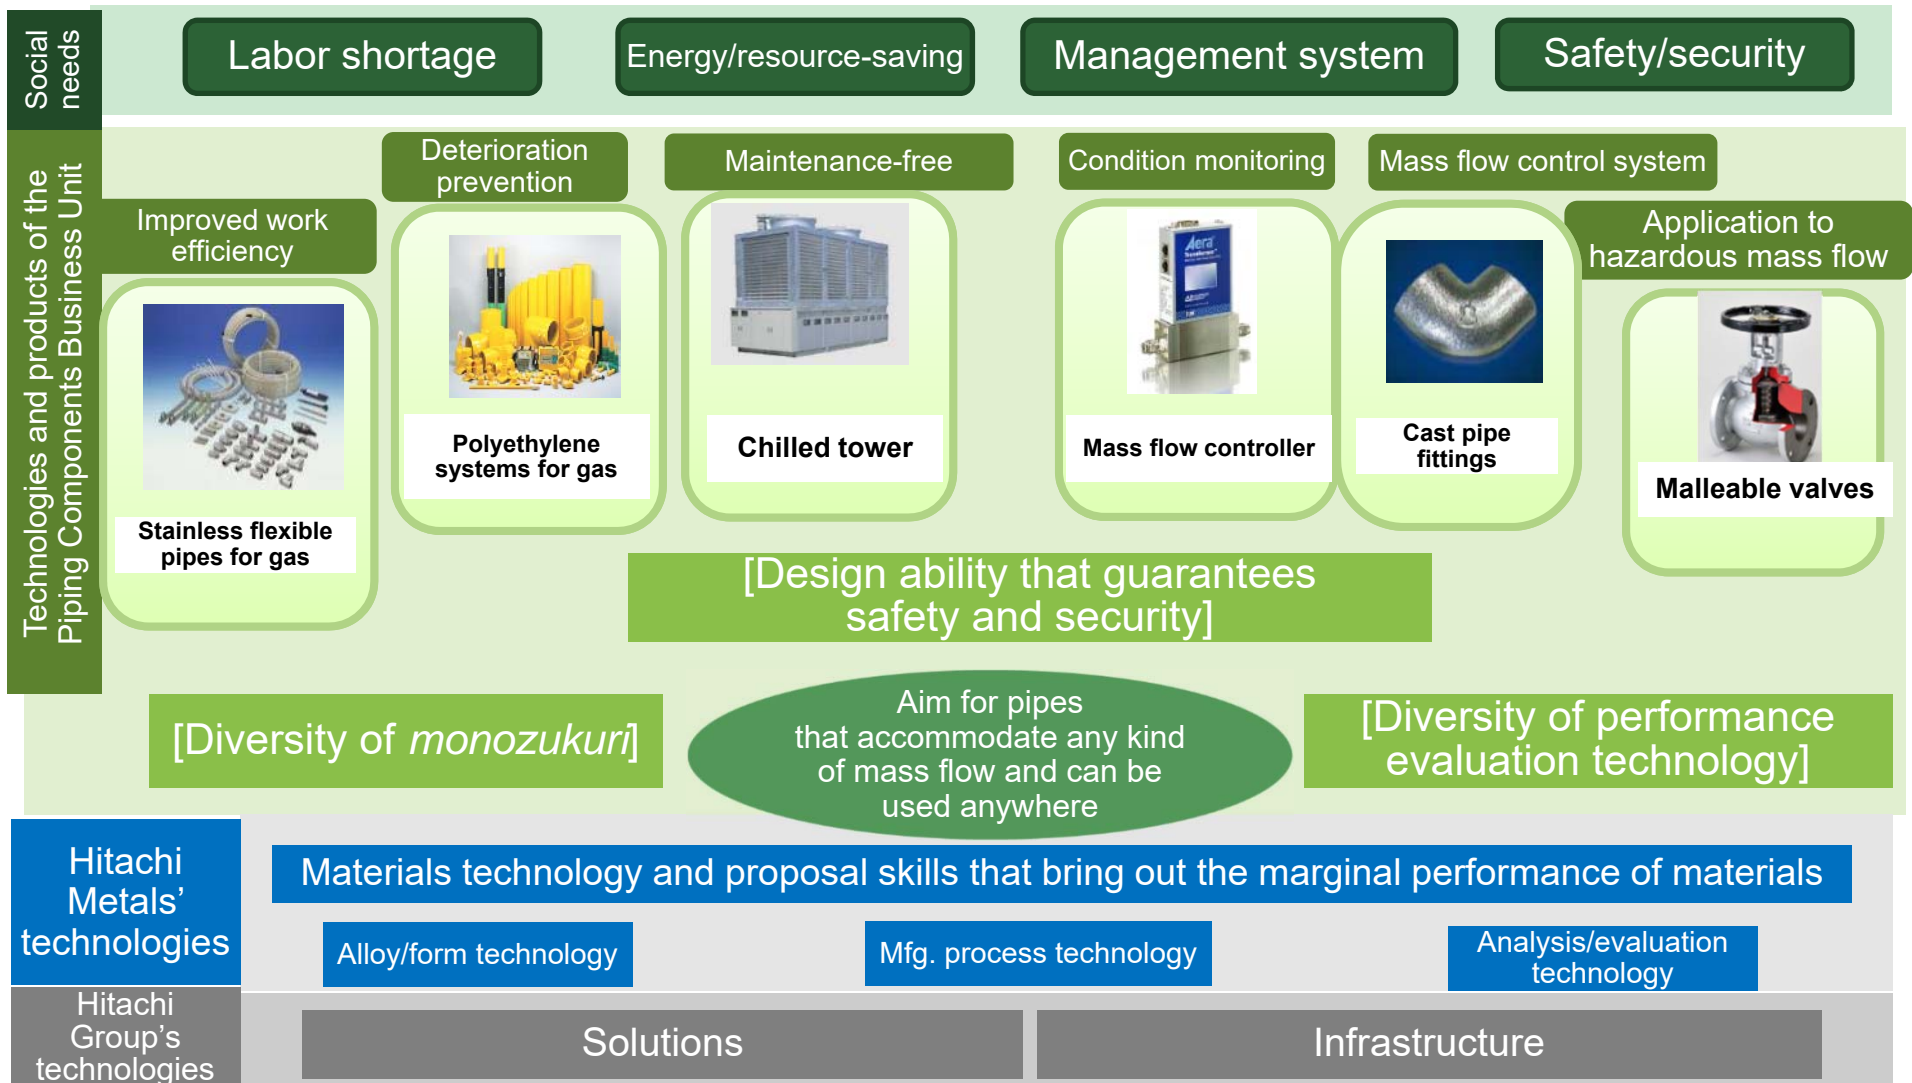 Social
needs
Labor shortage
Energy/resource-saving
Management system
Safety/security
Technologies and products of the
Piping Components Business Unit
Improved work
efficiency
Deterioration
prevention
Maintenance-free
Condition monitoring
Mass flow control system
Application to
hazardous mass flow
Stainless flexible
pipes for gas
Polyethylene
systems for gas
Chilled tower
Aera
Mass flow controller
Cast pipe
fittings
Malleable valves
[Design ability that guarantees
safety and security]
[Diversity of monozukuri]
Aim for pipes
that accommodate any kind
of mass flow and can be
used anywhere
[Diversity of performance
evaluation technology]
Hitachi
Metals’
technologies
Materials technology and proposal skills that bring out the marginal performance of materials
Alloy/form technology
Mfg. process technology
Analysis/evaluation
technology
Hitachi
Group’s
technologies
Solutions
Infrastructure